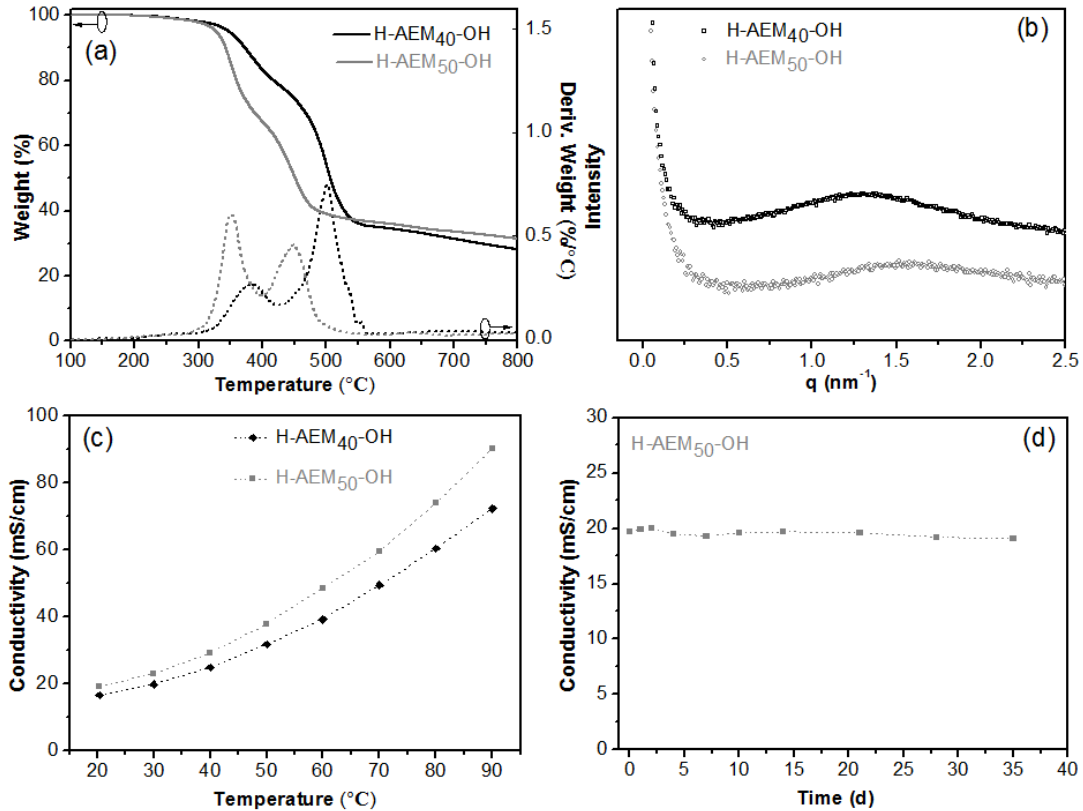 (a)
H-AEM40-OH
H-AEM50-OH
Weight (%)
100
80
60
40
20
0
1.5
1.0
0.5
0.0
Deriv. Weight (%/°C)
100 200 300 400 500 600 700 800
Temperature (°C)
(b)
H-AEM40-OH
H-AEM50-OH
Intensity
0.0 0.5 1.0 1.5 2.0 2.5
q (nm-1)
(c)
H-AEM40-OH
H-AEM50-OH
Conductivity (mS/cm)
100
80
60
40
20
0
20 30 40 50 60 70 80 90
Temperature (°C)
H-AEM50-OH
(d)
Conductivity (mS/cm)
30
25
20
15
10
5
0
0 5 10 15 20 25 30 35 40
Time (d)